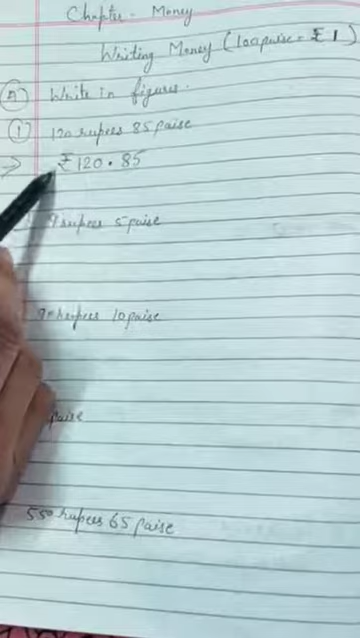 Chapter - Money
Writing Money (100 paise = ₹ 1)
Write in figures.
① 120 rupees 85 paise
₹120.85
9 rupees 5 paise
rupees 10 paise
paise
550 rupees 65 paise